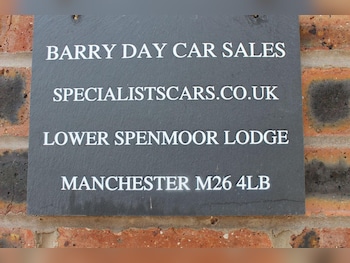 BARRY DAY CAR SALES
SPECIALISTSCARS.CO.UK
LOWER SPENMOOR LODGE
MANCHESTER M26 4LB